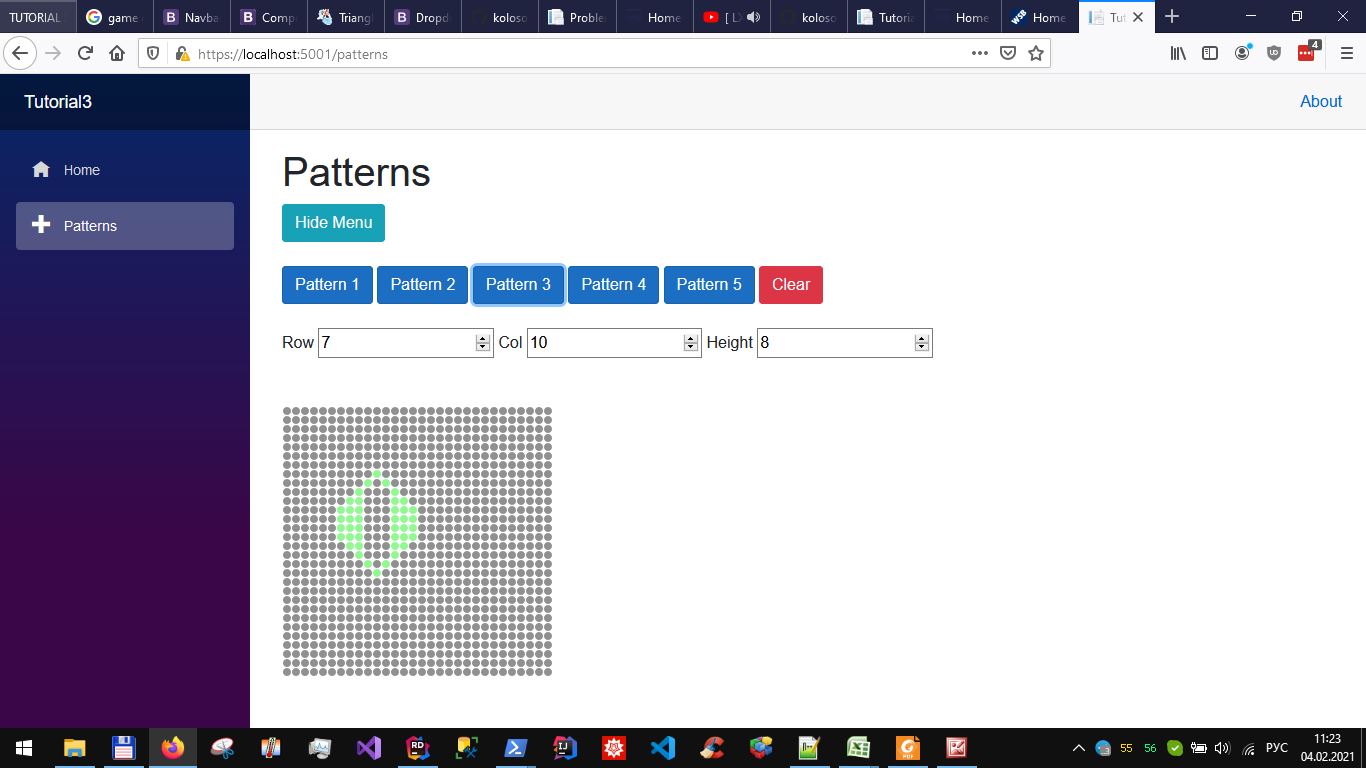 TUTORIAL game Navba Comp Triang Dropd koloso Proble Home [ L koloso Tutoria Home Home Tut
https://localhost:5001/patterns
4
Tutorial3
About
Home
Patterns
Patterns
Hide Menu
Pattern 1 Pattern 2 Pattern 3 Pattern 4 Pattern 5 Clear
Row 7 Col 10 Height 8
55 56 РУС 11:23
04.02.2021